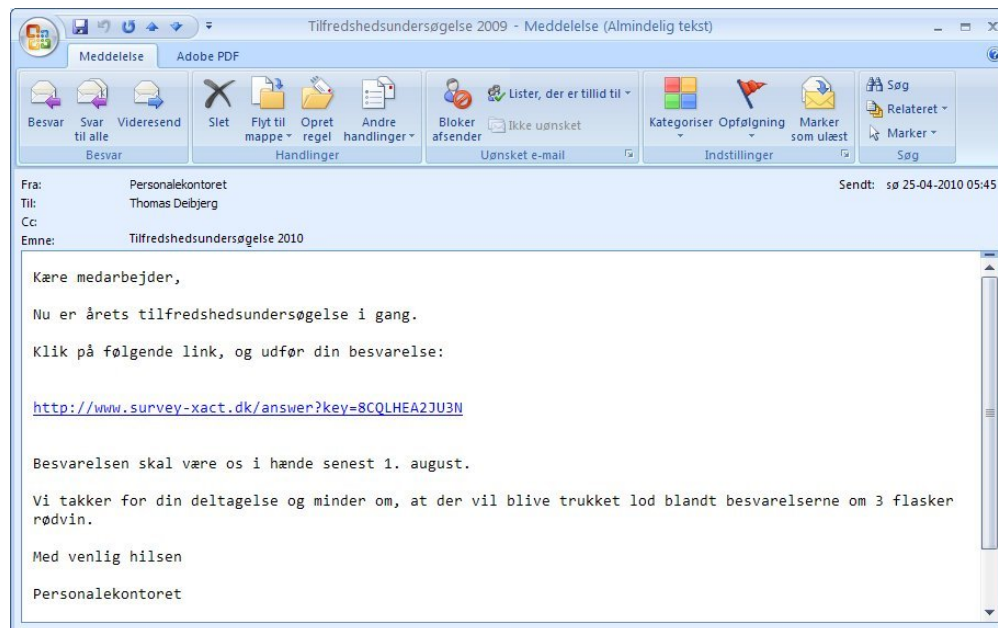 Tilfredshedsundersøgelse 2009 - Meddelelse (Almindelig tekst)
Meddelelse Adobe PDF
Besvar Svar til alle Videresend Slet Flyt til mappe Opret regel Andre handlinger Bloker afsender Lister, der er tillid til Ikke uønsket Kategoriser Opfølgning Marker som ulæst Søg Relateret Marker
Besvar Handlinger Uønsket e-mail Indstillinger Søg
Fra: Personalekontoret Sendt: sø 25-04-2010 05:45
Til: Thomas Deibjerg
Cc:
Emne: Tilfredshedsundersøgelse 2010
Kære medarbejder,
Nu er årets tilfredshedsundersøgelse i gang.
Klik på følgende link, og udfør din besvarelse:
http://www.survey-xact.dk/answer?key=8CQLHEA2JU3N
Besvarelsen skal være os i hænde senest 1. august.
Vi takker for din deltagelse og minder om, at der vil blive trukket lod blandt besvarelserne om 3 flasker
rødvin.
Med venlig hilsen
Personalekontoret